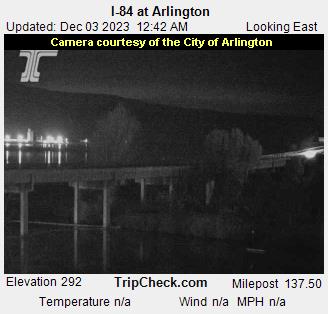 I-84 at Arlington
Updated: Dec 03 2023 12:42 AM Looking East
Camera courtesy of the City of Arlington
Elevation 292 TripCheck.com Milepost 137.50
Temperature n/a Wind n/a MPH n/a